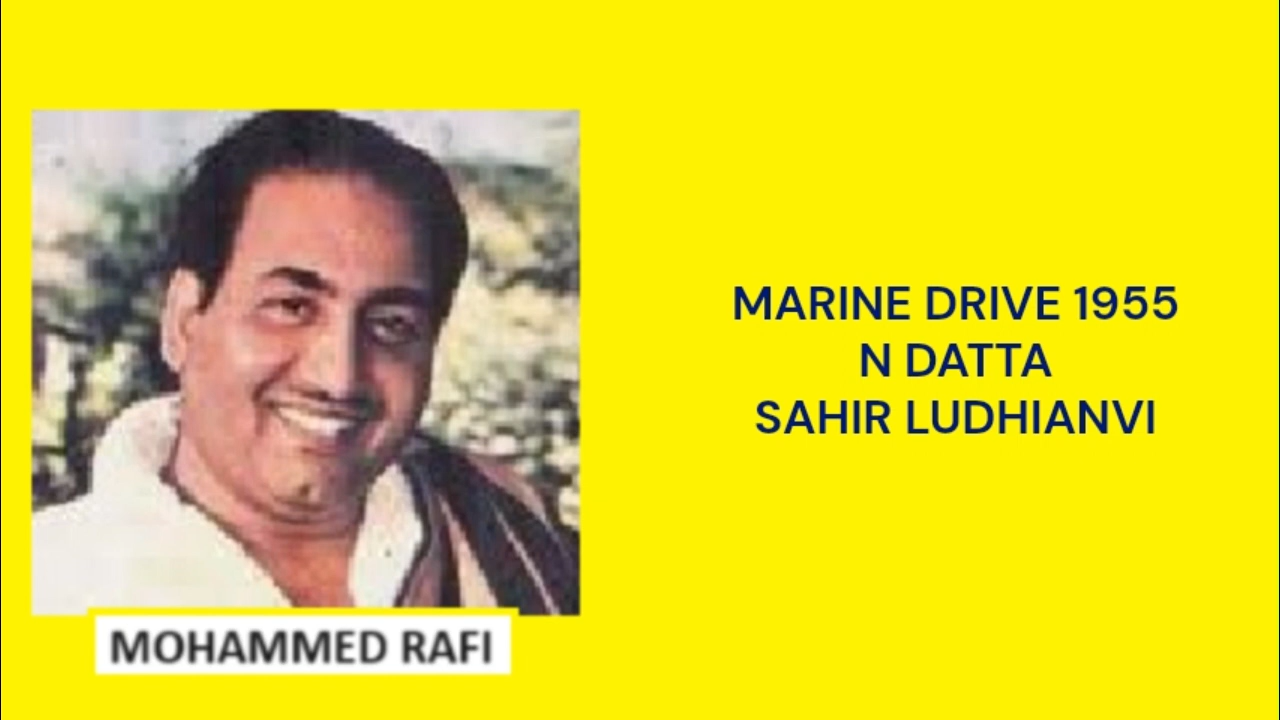 MARINE DRIVE 1955
N DATTA
SAHIR LUDHIANVI
MOHAMMED RAFI